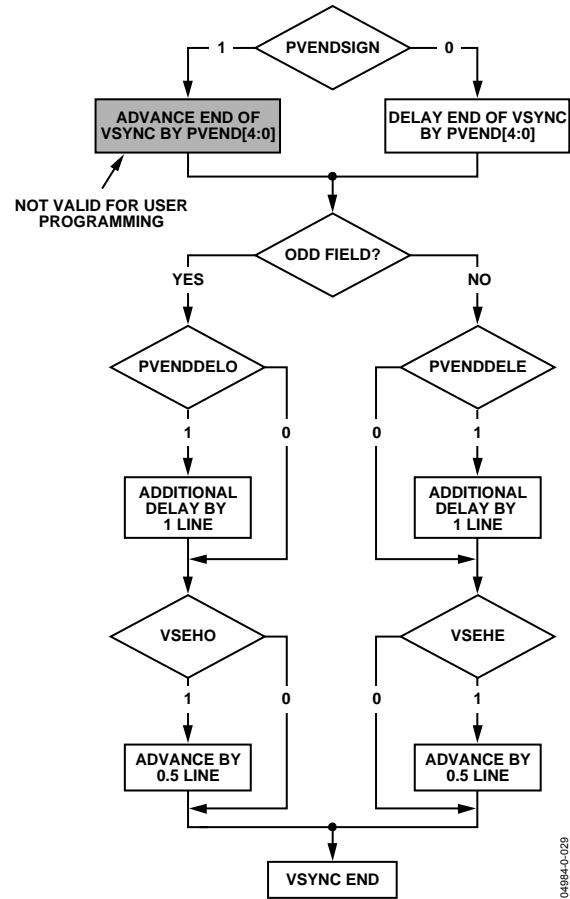 PVENDSIGN
1
0
ADVANCE END OF
VSYNC BY PVEND[4:0]
DELAY END OF VSYNC
BY PVEND[4:0]
NOT VALID FOR USER
PROGRAMMING
ODD FIELD?
YES
NO
PVENDDELO
PVENDDELE
1
0
0
1
ADDITIONAL
DELAY BY
1 LINE
ADDITIONAL
DELAY BY
1 LINE
VSEHO
VSEHE
1
0
0
1
ADVANCE BY
0.5 LINE
ADVANCE BY
0.5 LINE
VSYNC END
04984-0-029